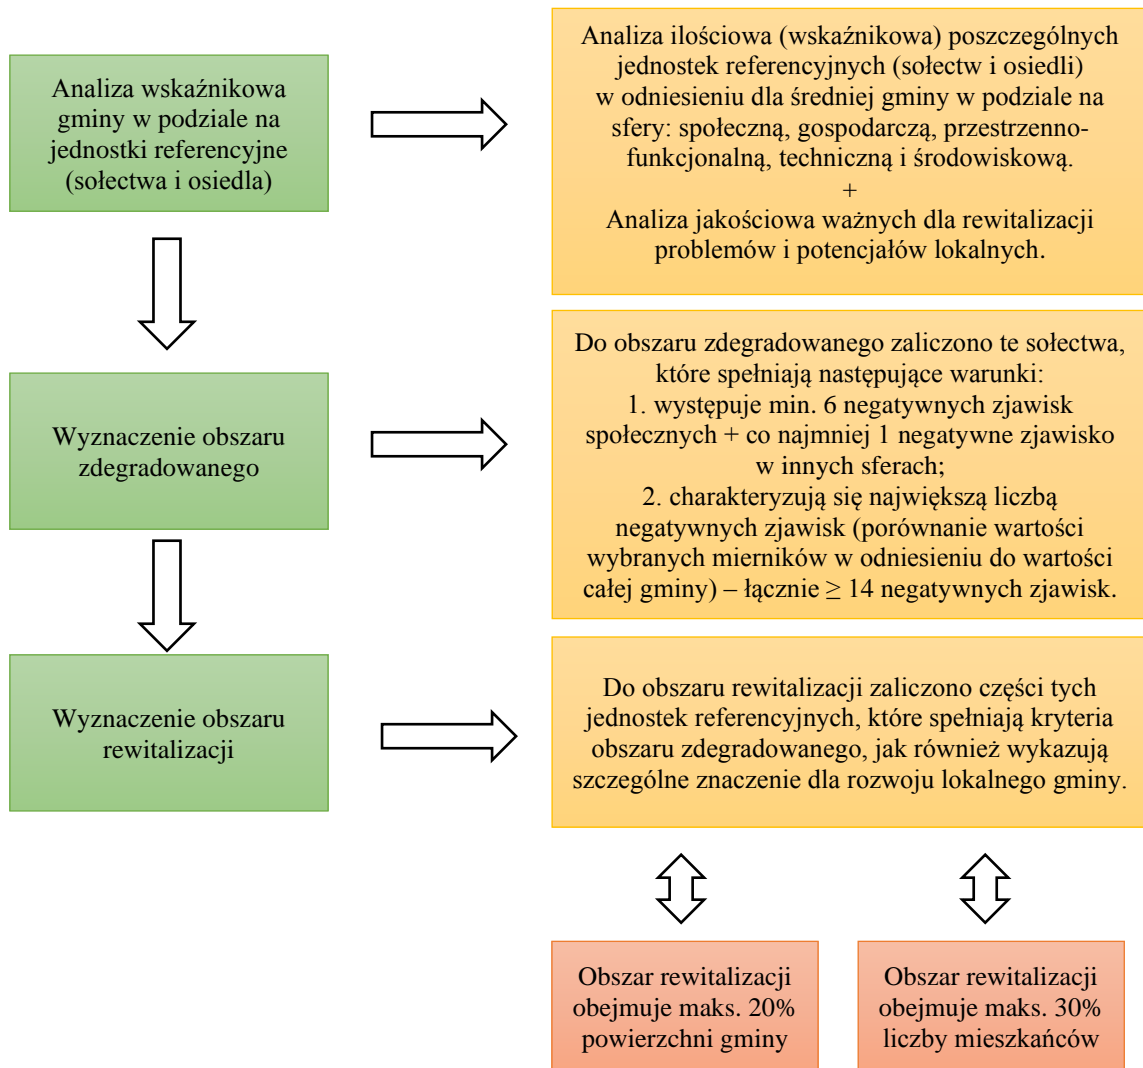 Analiza wskaźnikowa
gminy w podziale na
jednostki referencyjne
(sołectwa i osiedla)
Analiza ilościowa (wskaźnikowa) poszczególnych
jednostek referencyjnych (sołectw i osiedli)
w odniesieniu dla średniej gminy w podziale na
sfery: społeczną, gospodarczą, przestrzenno-
funkcjonalną, techniczną i środowiskową.
+
Analiza jakościowa ważnych dla rewitalizacji
problemów i potencjałów lokalnych.
Wyznaczenie obszaru
zdegradowanego
Do obszaru zdegradowanego zaliczono te sołectwa,
które spełniają następujące warunki:
1. występuje min. 6 negatywnych zjawisk
społecznych + co najmniej 1 negatywne zjawisko
w innych sferach;
2. charakteryzują się największą liczbą
negatywnych zjawisk (porównanie wartości
wybranych mierników w odniesieniu do wartości
całej gminy) – łącznie ≥ 14 negatywnych zjawisk.
Wyznaczenie obszaru
rewitalizacji
Do obszaru rewitalizacji zaliczono części tych
jednostek referencyjnych, które spełniają kryteria
obszaru zdegradowanego, jak również wykazują
szczególne znaczenie dla rozwoju lokalnego gminy.
Obszar rewitalizacji
obejmuje maks. 20%
powierzchni gminy
Obszar rewitalizacji
obejmuje maks. 30%
liczby mieszkańców